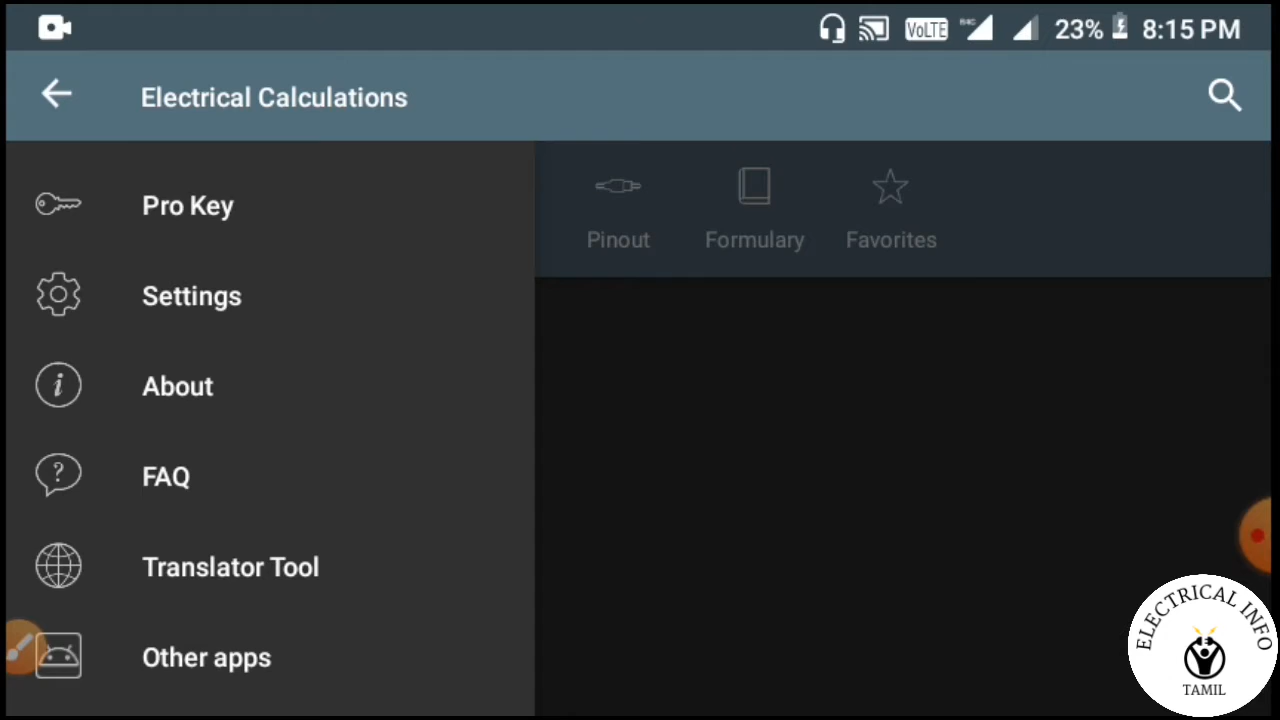 VoLTE 23% 8:15 PM
Electrical Calculations
Pro Key
Settings
About
FAQ
Translator Tool
Other apps
Pinout
Formulary
Favorites
ELECTRICAL INFO
TAMIL